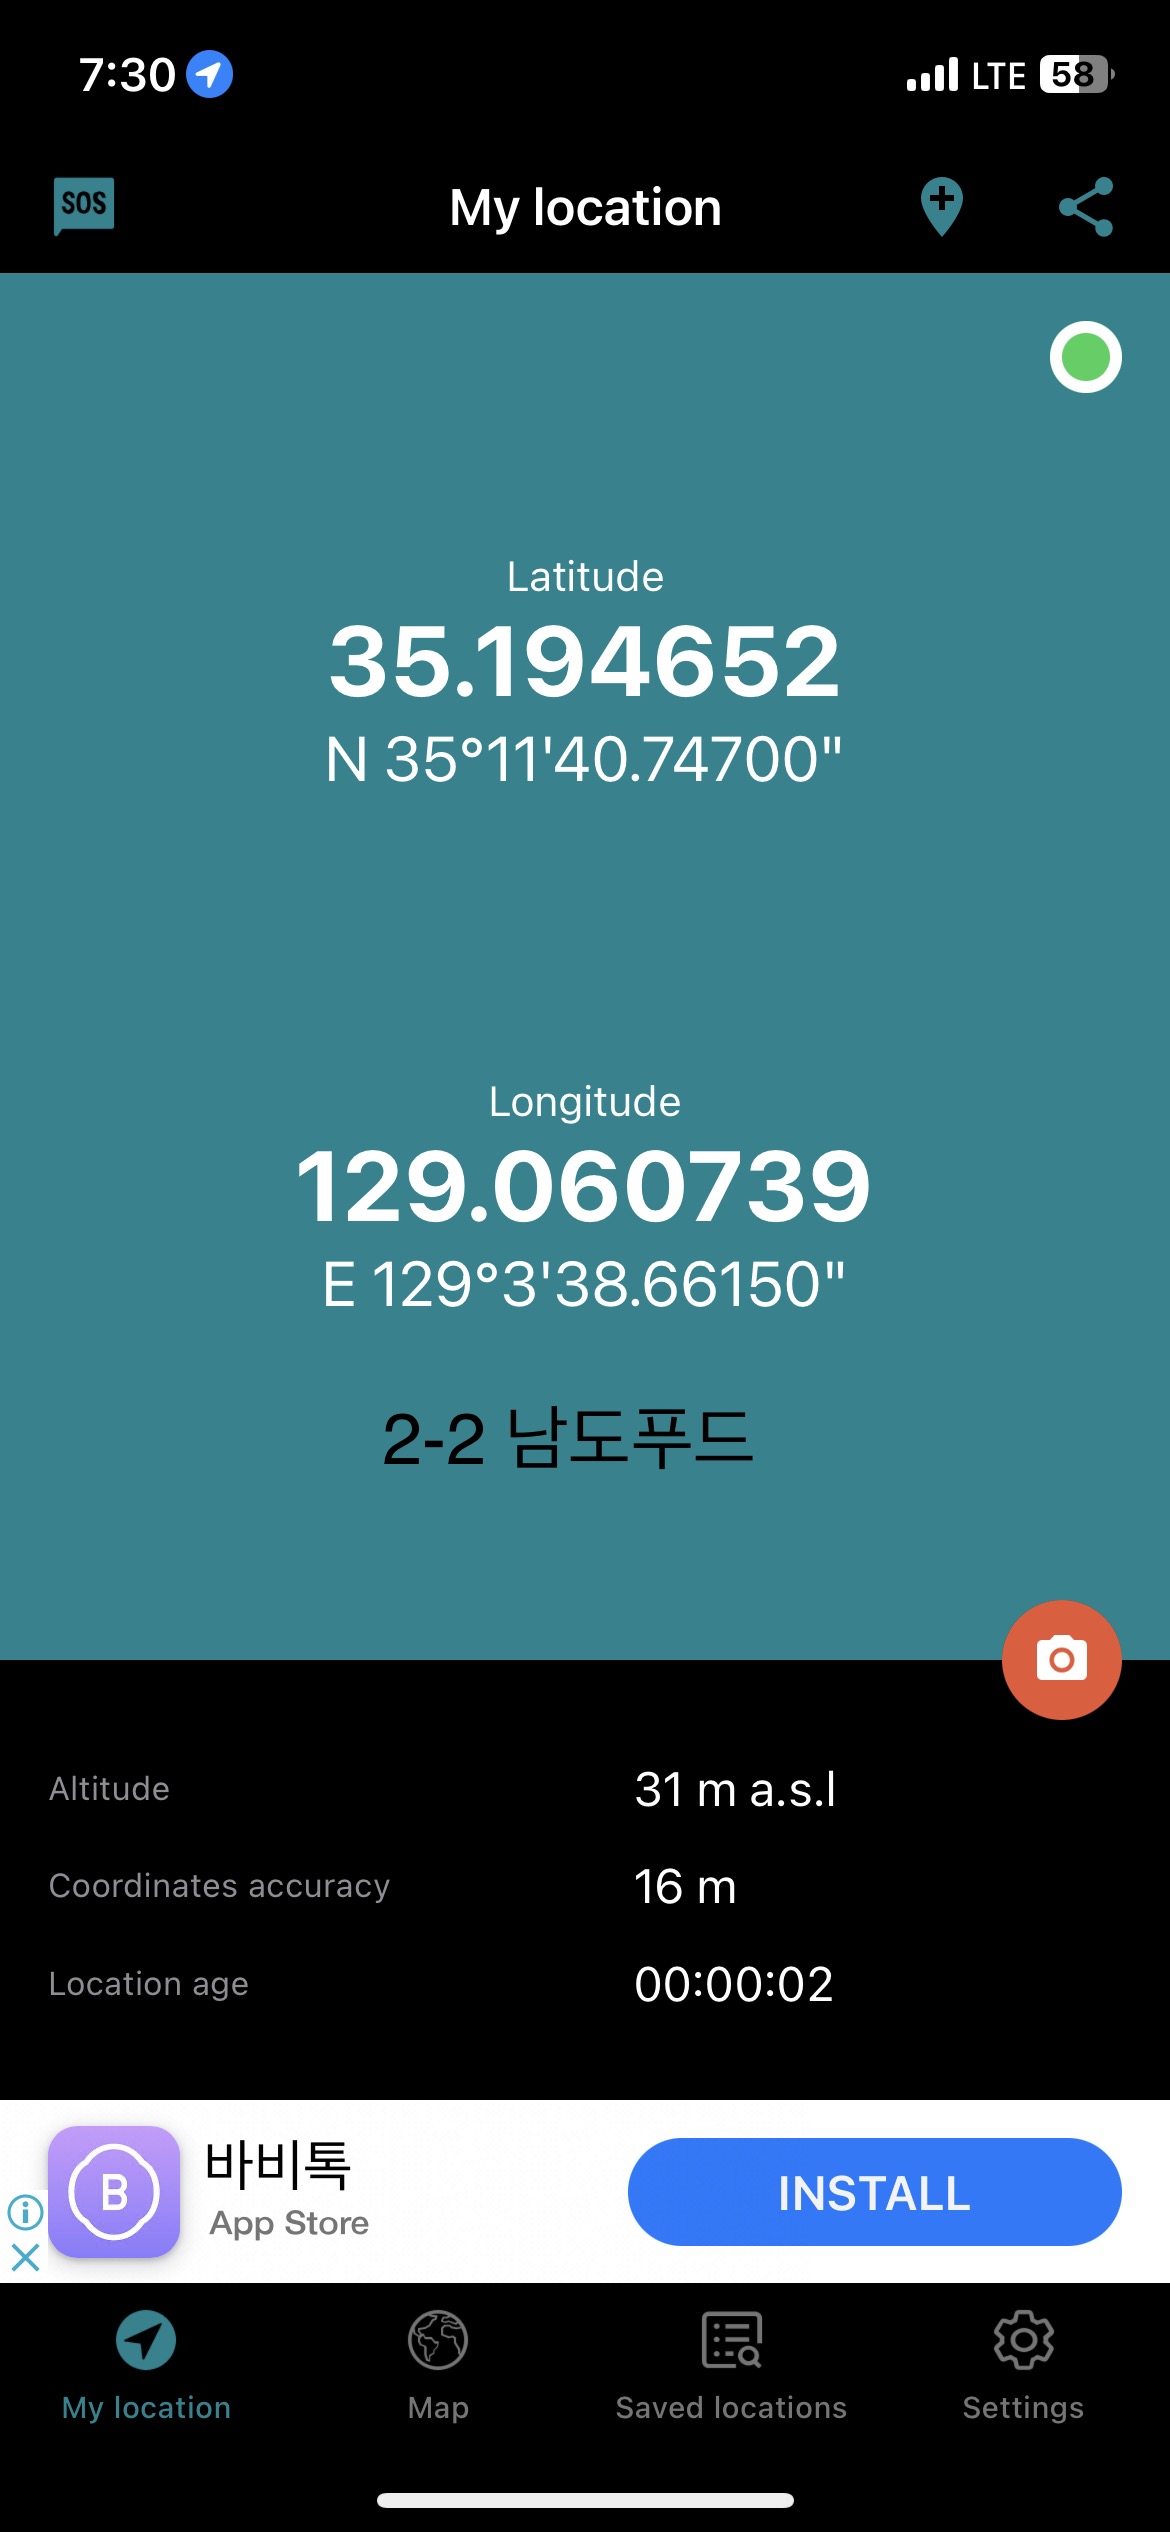 7:30
LTE 58
SOS
My location
Latitude
35.194652
N 35°11'40.74700"
Longitude
129.060739
E 129°3'38.66150"
2-2 남도푸드
Altitude 31 m a.s.l
Coordinates accuracy 16 m
Location age 00:00:02
B
바비톡
App Store
INSTALL
My location
Map
Saved locations
Settings